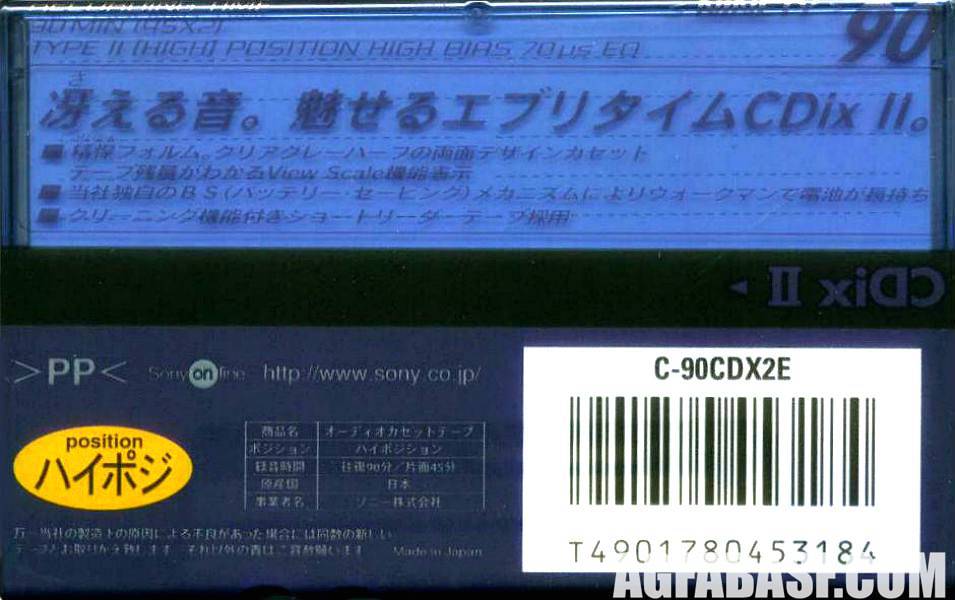 90MIN (45X2)
TYPE II [HIGH] POSITION HIGH BIAS 70µs EQ
90
さ
冴える音。魅せるエブリタイムCDix II。
■精悍フォルム。クリアグレーハーフの両面デザインカセット
テープ残量がわかるView Scale機能表示
■当社独自のBS(バッテリー・セービング)メカニズムによりウォークマンで電池が長持ち
■クリーニング機能付きショートリーダーテープ採用
CDix II ▶
>PP<
Sony on line http://www.sony.co.jp/
position
ハイポジ
商品名 オーディオカセットテープ
ポジション ハイポジション
録音時間 往復90分/片面45分
原産国 日本
事業者名 ソニー株式会社
万一当社の製造上の原因による不良があった場合には同数の新しい
テープとお取りかえ致します それ以外の責はご容赦願います Made in Japan
C-90CDX2E
T4901780453184
AGFABASF.COM